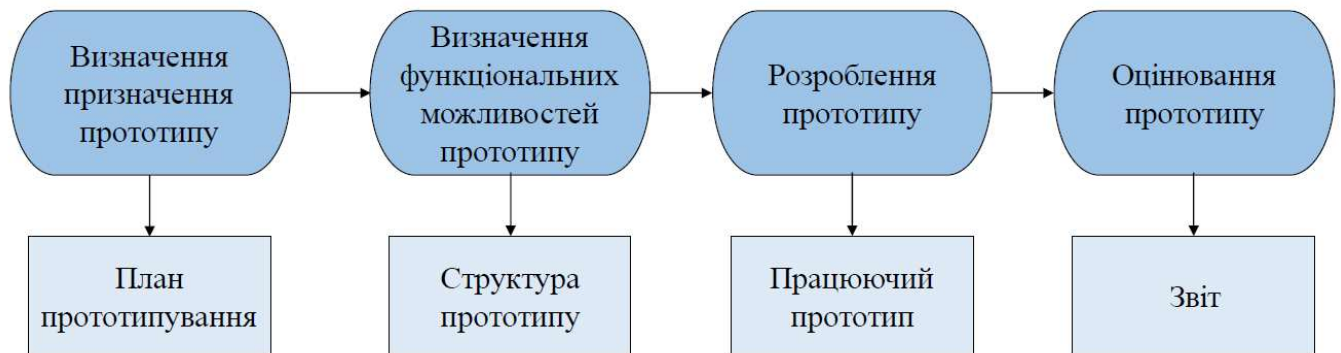 Визначення
призначення
прототипу
Визначення
функціональних
можливостей
прототипу
Розроблення
прототипу
Оцінювання
прототипу
План
прототипування
Структура
прототипу
Працюючий
прототип
Звіт